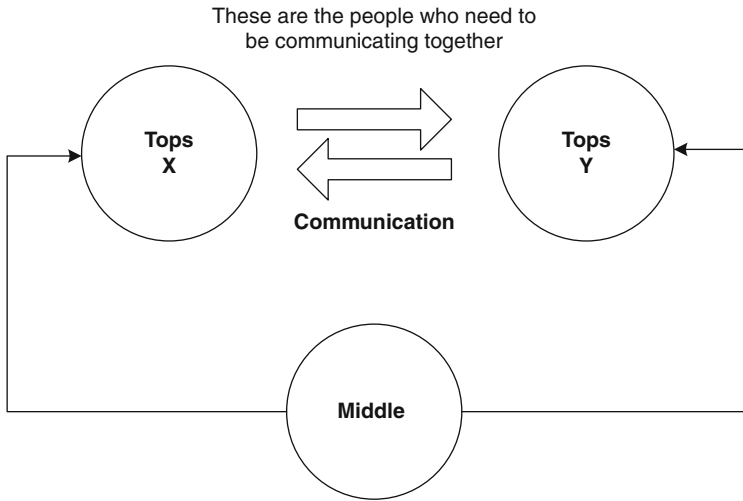 These are the people who need to
be communicating together
Tops
X
Tops
Y
Communication
Middle